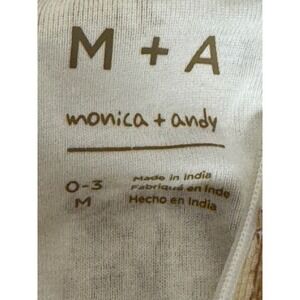 M + A
monica + andy
0-3
M
Made in India
Fabriqué en Inde
Hecho en India